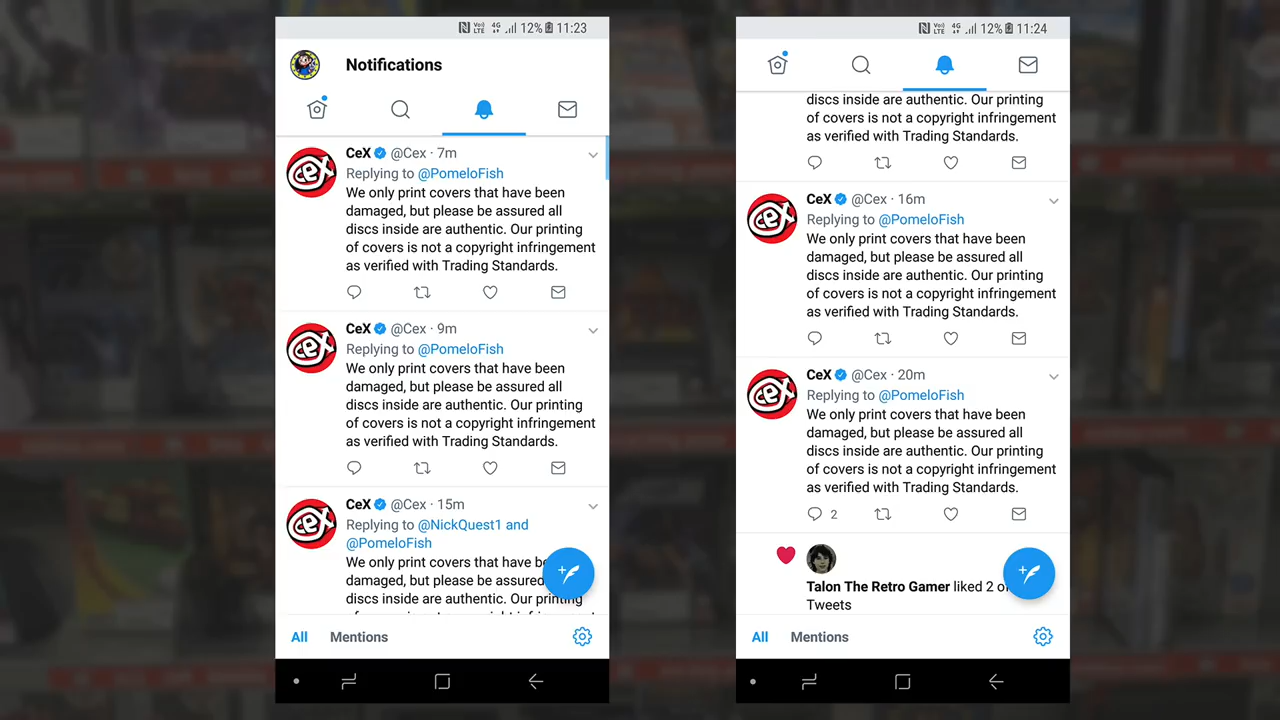 12% 11:23
Notifications
CeX @Cex · 7m
Replying to @PomeloFish
We only print covers that have been
damaged, but please be assured all
discs inside are authentic. Our printing
of covers is not a copyright infringement
as verified with Trading Standards.
CeX @Cex · 9m
Replying to @PomeloFish
We only print covers that have been
damaged, but please be assured all
discs inside are authentic. Our printing
of covers is not a copyright infringement
as verified with Trading Standards.
CeX @Cex · 15m
Replying to @NickQuest1 and
@PomeloFish
We only print covers that have be
damaged, but please be assured
discs inside are authentic. Our printing
All Mentions
12% 11:24
discs inside are authentic. Our printing
of covers is not a copyright infringement
as verified with Trading Standards.
CeX @Cex · 16m
Replying to @PomeloFish
We only print covers that have been
damaged, but please be assured all
discs inside are authentic. Our printing
of covers is not a copyright infringement
as verified with Trading Standards.
CeX @Cex · 20m
Replying to @PomeloFish
We only print covers that have been
damaged, but please be assured all
discs inside are authentic. Our printing
of covers is not a copyright infringement
as verified with Trading Standards.
2
Talon The Retro Gamer liked 2 o
Tweets
All Mentions